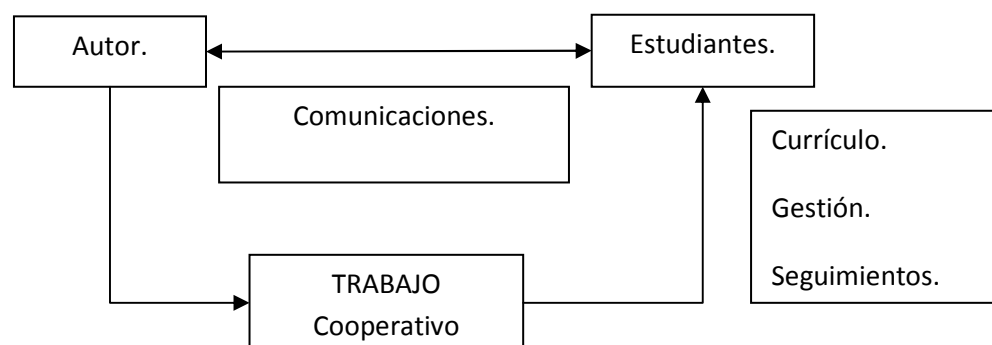 Autor.
Estudiantes.
Comunicaciones.
Currículo.
Gestión.
Seguimientos.
TRABAJO
Cooperativo